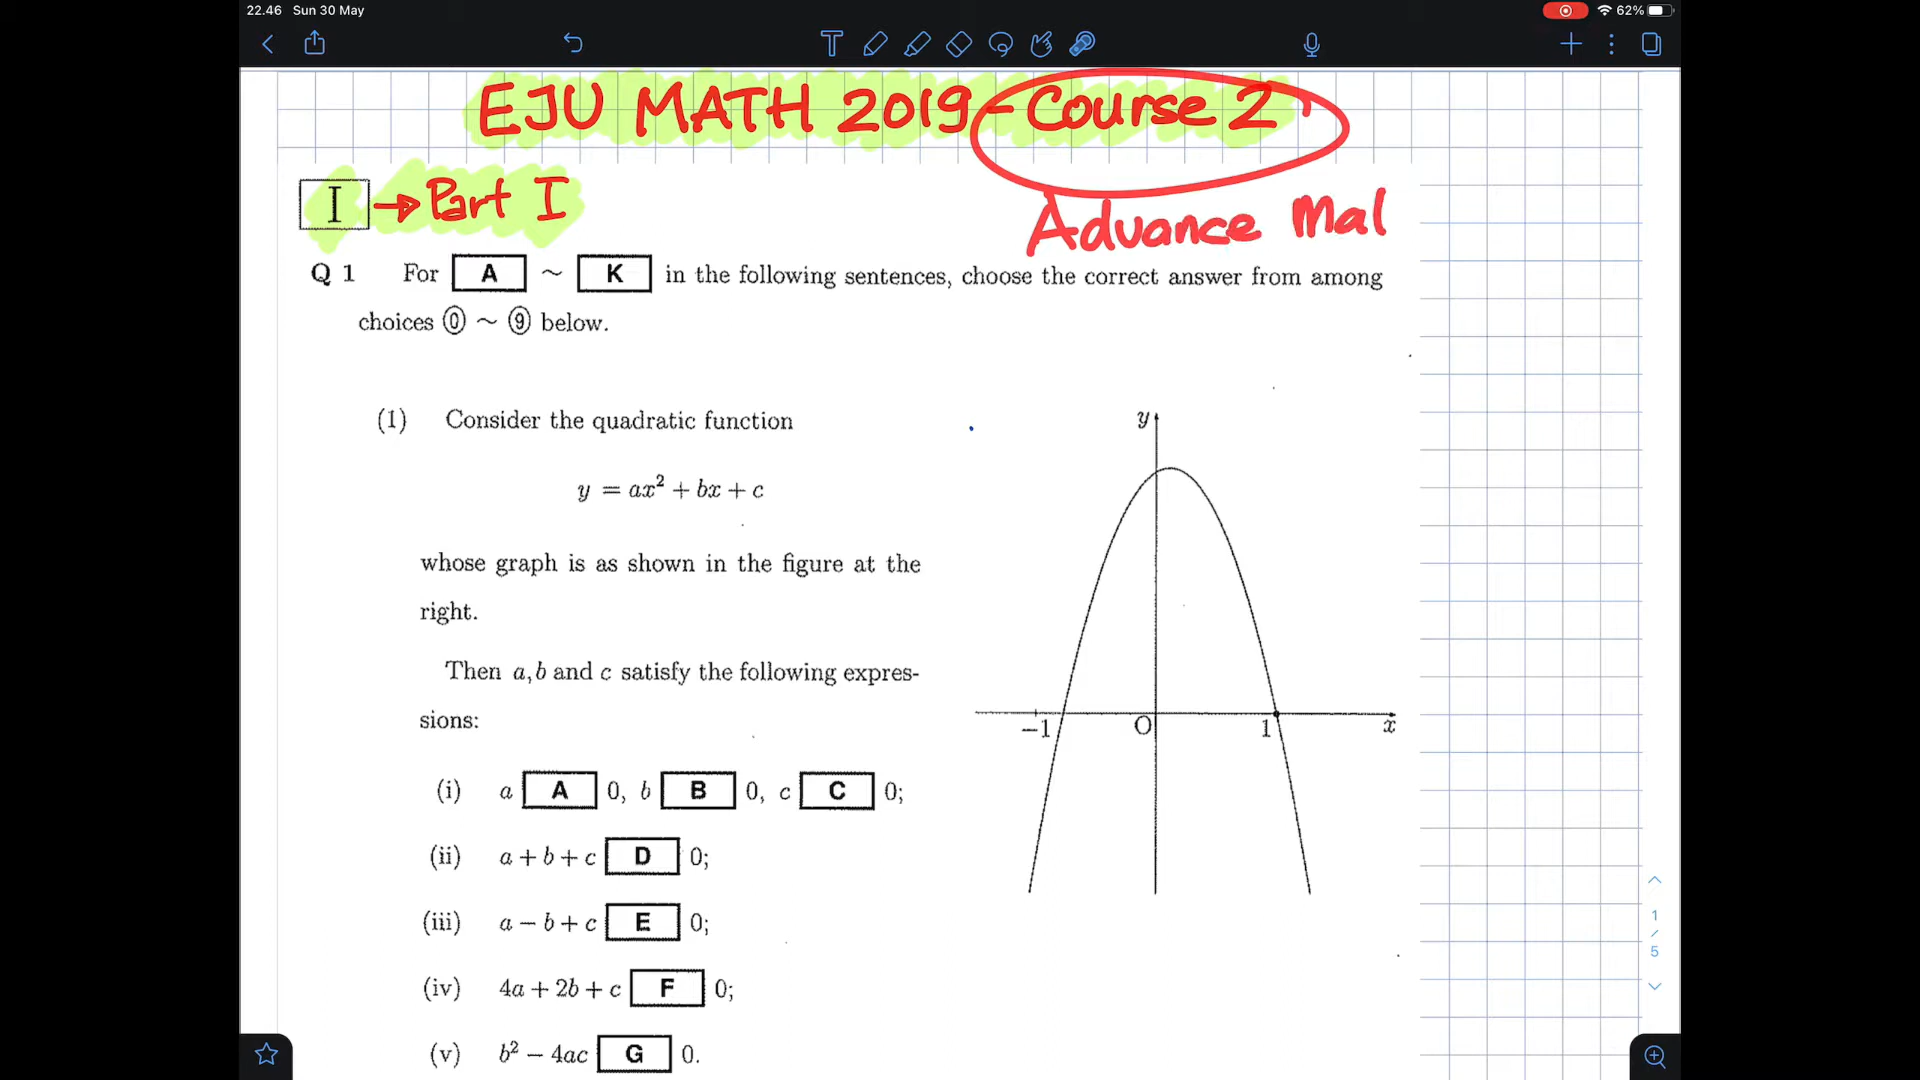 22.46 Sun 30 May
62%
EJU MATH 2019 - Course 2
I → Part I
Advance Mal
Q 1 For A ~ K in the following sentences, choose the correct answer from among
choices ⓪ ~ ⑨ below.
(1) Consider the quadratic function
y = ax² + bx + c
whose graph is as shown in the figure at the
right.
Then a, b and c satisfy the following expres-
sions:
(i) a A 0, b B 0, c C 0;
(ii) a + b + c D 0;
(iii) a − b + c E 0;
(iv) 4a + 2b + c F 0;
(v) b² − 4ac G 0.
y
−1 O 1 x
1
/
5